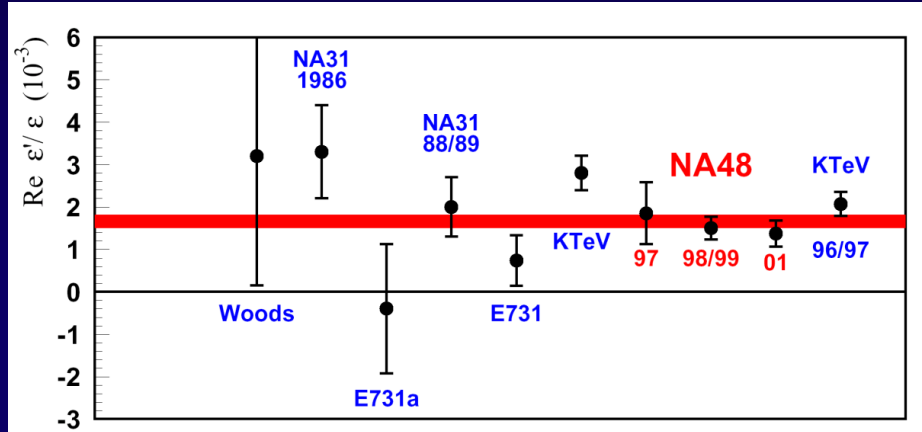 Re ε'/ε (10⁻³)
6
5
4
3
2
1
0
-1
-2
-3
NA31
1986
NA31
88/89
NA48
KTeV
KTeV
97
98/99
01
96/97
Woods
E731
E731a